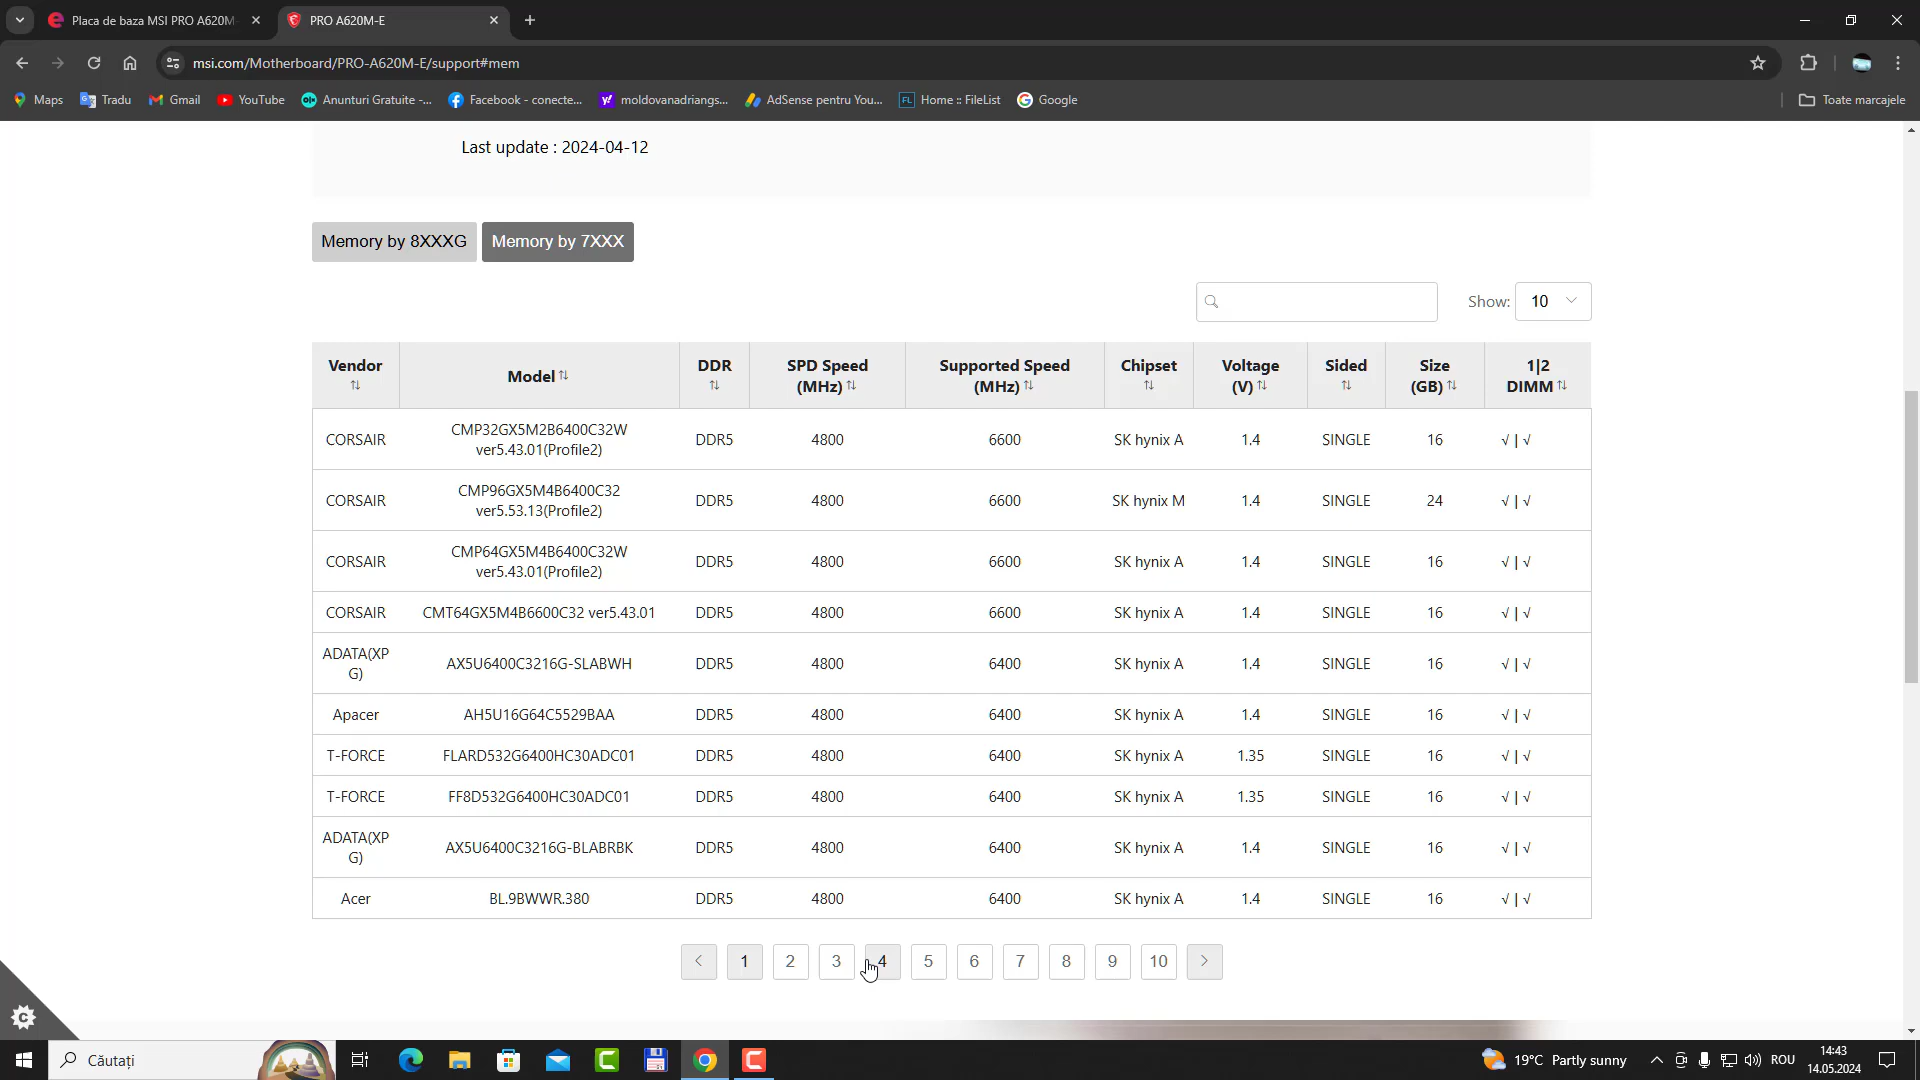 Placa de baza MSI PRO A620M-
PRO A620M-E
msi.com/Motherboard/PRO-A620M-E/support#mem
Maps
Tradu
Gmail
YouTube
Anunturi Gratuite -...
Facebook - conecte...
moldovanadriangs...
AdSense pentru You...
FL
Home :: FileList
Google
Toate marcajele
Last update : 2024-04-12
Memory by 8XXXG
Memory by 7XXX
Show: 10
Vendor Model DDR SPD Speed (MHz) Supported Speed (MHz) Chipset Voltage (V) Sided Size (GB) 1|2 DIMM
CORSAIR CMP32GX5M2B6400C32W ver5.43.01(Profile2) DDR5 4800 6600 SK hynix A 1.4 SINGLE 16 √ | √
CORSAIR CMP96GX5M4B6400C32 ver5.53.13(Profile2) DDR5 4800 6600 SK hynix M 1.4 SINGLE 24 √ | √
CORSAIR CMP64GX5M4B6400C32W ver5.43.01(Profile2) DDR5 4800 6600 SK hynix A 1.4 SINGLE 16 √ | √
CORSAIR CMT64GX5M4B6600C32 ver5.43.01 DDR5 4800 6600 SK hynix A 1.4 SINGLE 16 √ | √
ADATA(XPG) AX5U6400C3216G-SLABWH DDR5 4800 6400 SK hynix A 1.4 SINGLE 16 √ | √
Apacer AH5U16G64C5529BAA DDR5 4800 6400 SK hynix A 1.4 SINGLE 16 √ | √
T-FORCE FLARD532G6400HC30ADC01 DDR5 4800 6400 SK hynix A 1.35 SINGLE 16 √ | √
T-FORCE FF8D532G6400HC30ADC01 DDR5 4800 6400 SK hynix A 1.35 SINGLE 16 √ | √
ADATA(XPG) AX5U6400C3216G-BLABRBK DDR5 4800 6400 SK hynix A 1.4 SINGLE 16 √ | √
Acer BL.9BWWR.380 DDR5 4800 6400 SK hynix A 1.4 SINGLE 16 √ | √
< 1 2 3 4 5 6 7 8 9 10 >
Căutați
19°C Partly sunny
ROU
14:43
14.05.2024